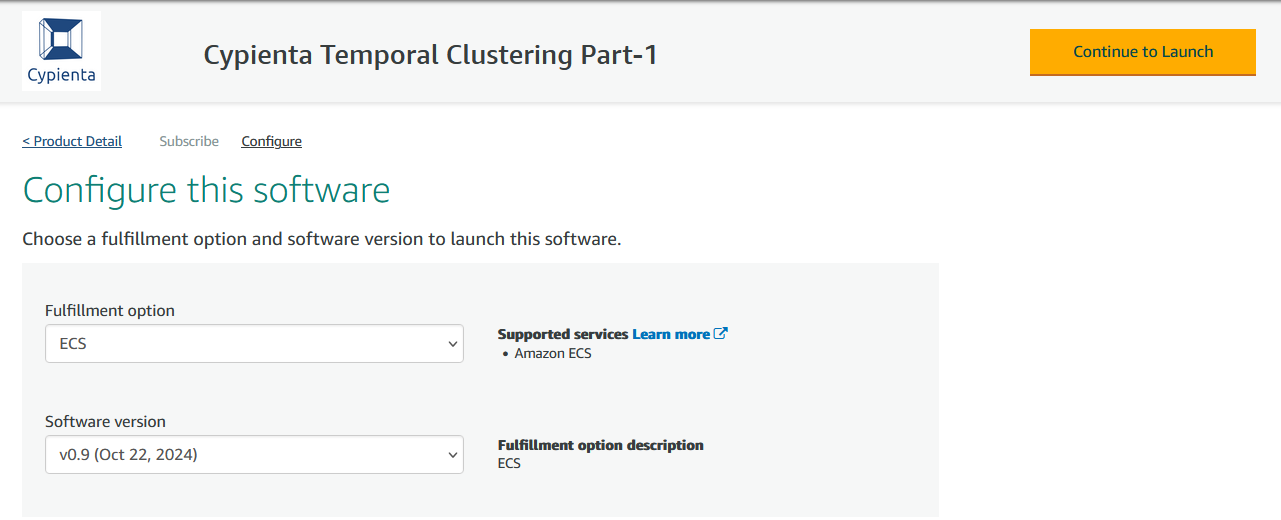 Cypienta
Cypienta Temporal Clustering Part-1
Continue to Launch
< Product Detail
Subscribe
Configure
Configure this software
Choose a fulfillment option and software version to launch this software.
Fulfillment option
ECS
Supported services Learn more
• Amazon ECS
Software version
v0.9 (Oct 22, 2024)
Fulfillment option description
ECS